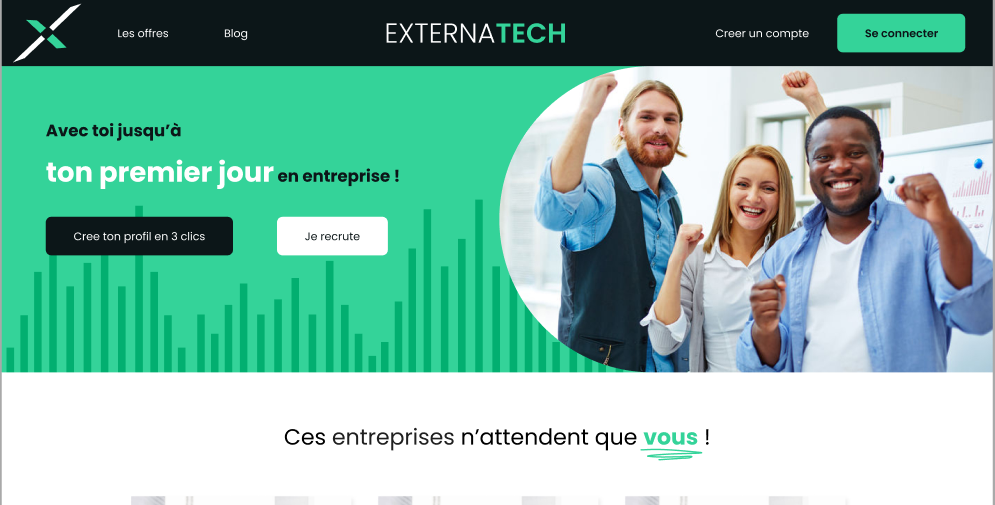 Les offres
Blog
EXTERNATECH
Creer un compte
Se connecter
Avec toi jusqu'à
ton premier jour en entreprise !
Cree ton profil en 3 clics
Je recrute
Ces entreprises n'attendent que vous !